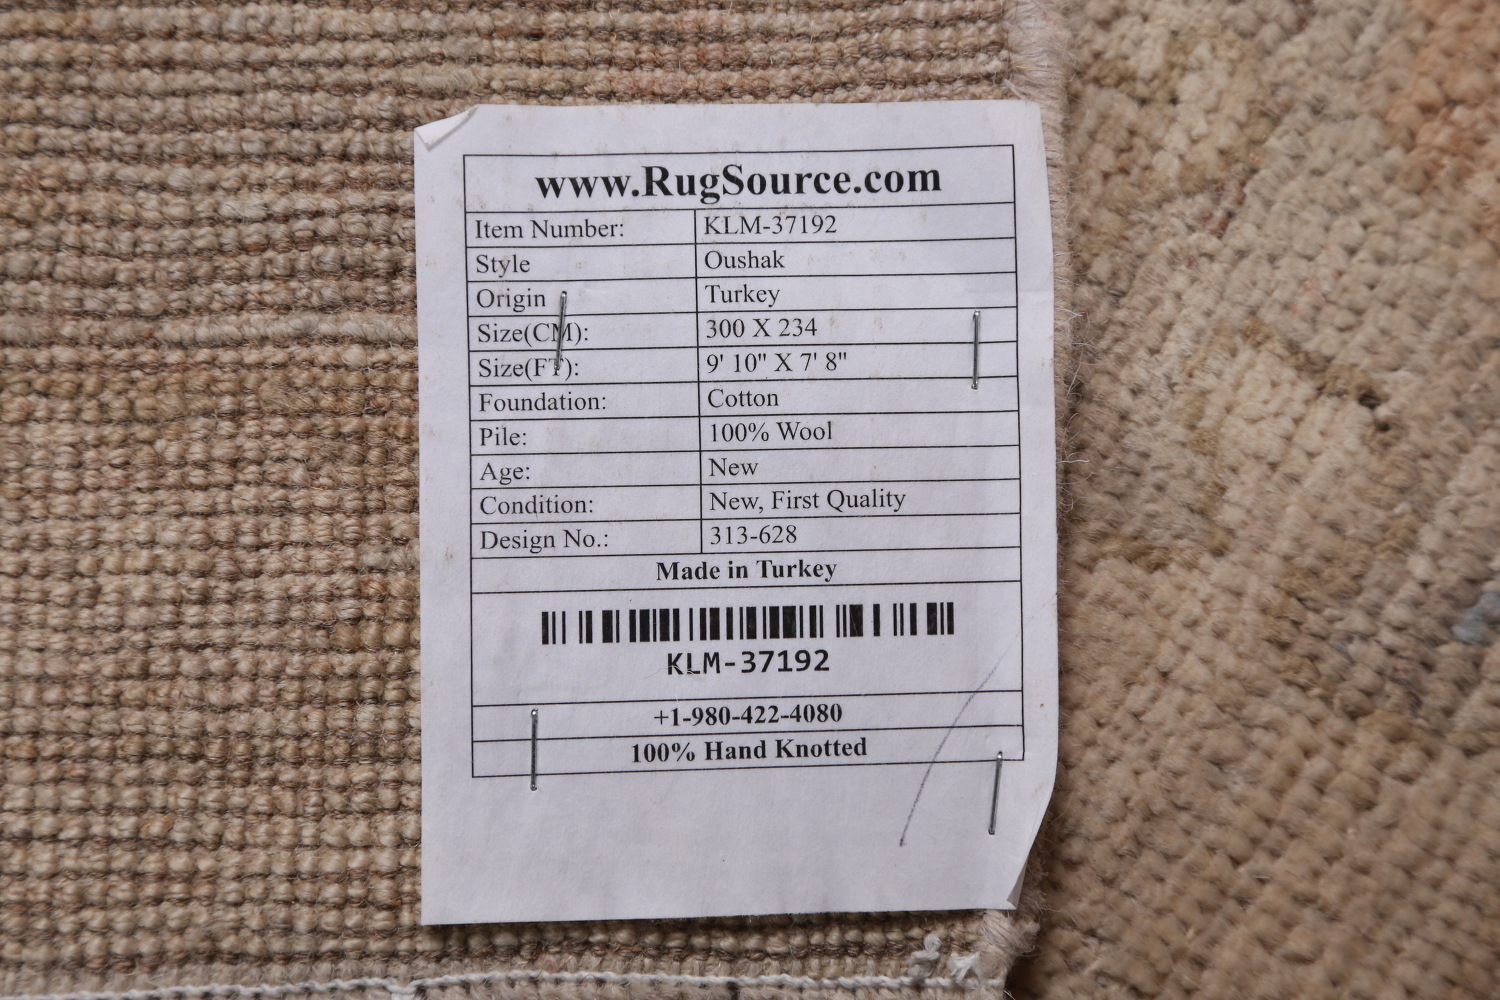 www.RugSource.com
Item Number: KLM-37192
Style Oushak
Origin Turkey
Size(CM): 300 X 234
Size(FT): 9' 10" X 7' 8"
Foundation: Cotton
Pile: 100% Wool
Age: New
Condition: New, First Quality
Design No.: 313-628
Made in Turkey
KLM-37192
+1-980-422-4080
100% Hand Knotted